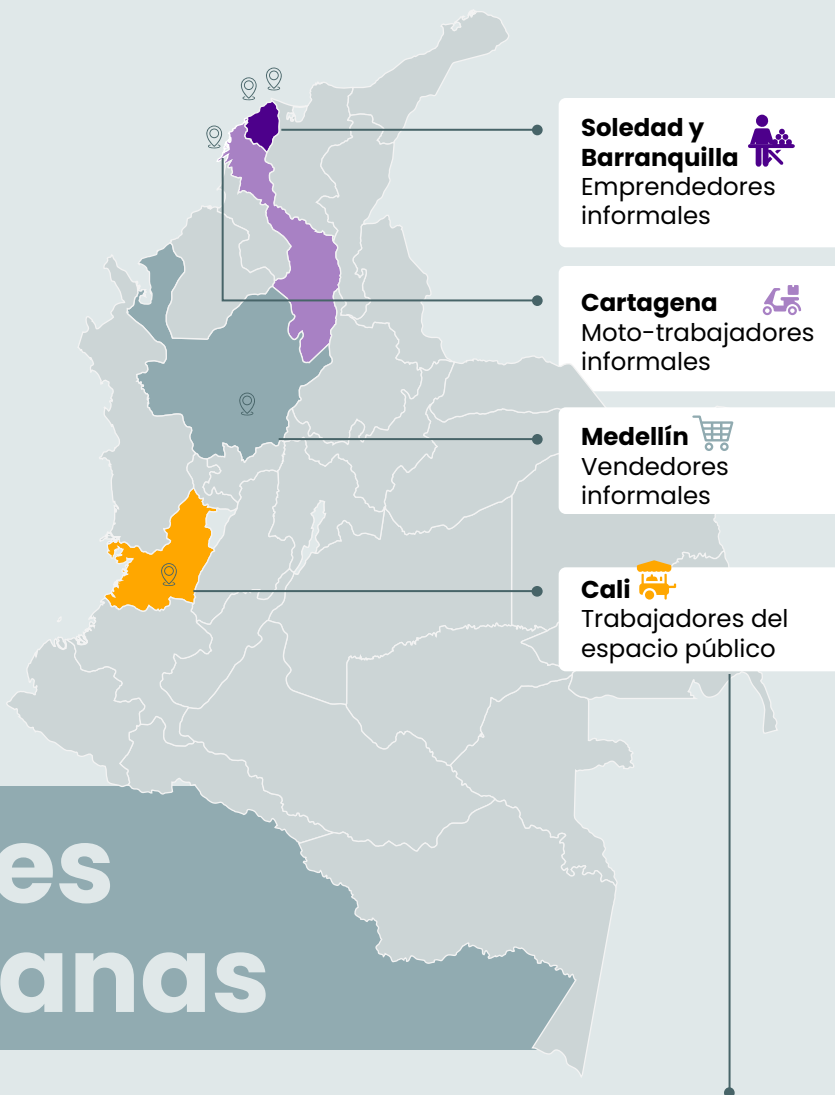 Soledad y
Barranquilla
Emprendedores
informales
Cartagena
Moto-trabajadores
informales
Medellín
Vendedores
informales
Cali
Trabajadores del
espacio público
es
anas